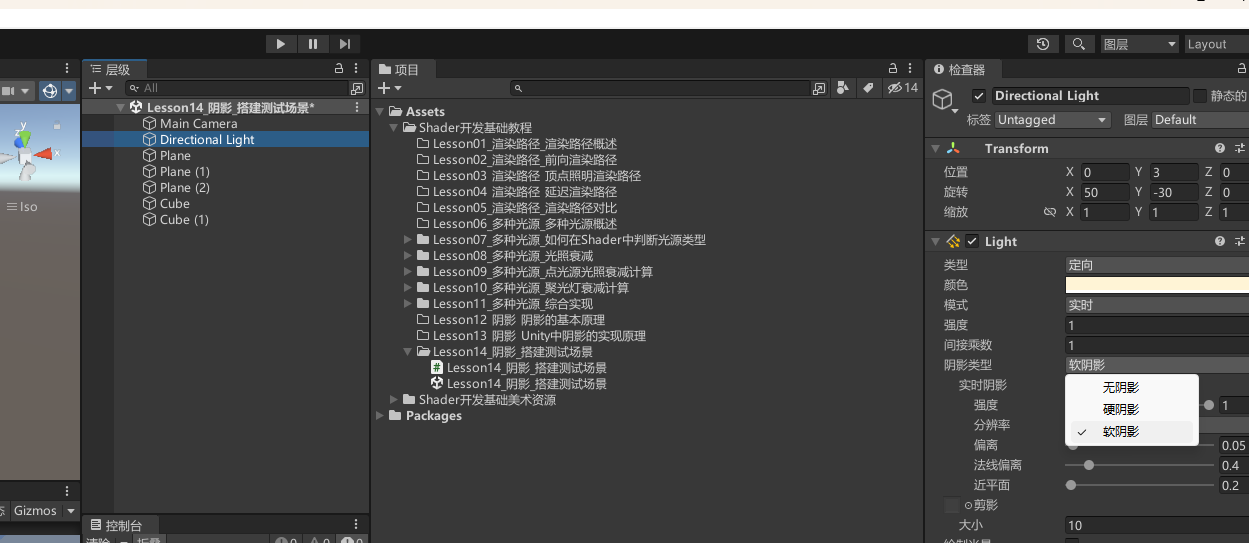 图层
Layout
层级
All
Lesson14_阴影_搭建测试场景*
Main Camera
Directional Light
Plane
Plane (1)
Plane (2)
Cube
Cube (1)
z
y
x
Iso
Gizmos
控制台
清除
折叠
0
0
0
项目
14
Assets
Shader开发基础教程
Lesson01_渲染路径_渲染路径概述
Lesson02_渲染路径_前向渲染路径
Lesson03_渲染路径_顶点照明渲染路径
Lesson04_渲染路径_延迟渲染路径
Lesson05_渲染路径_渲染路径对比
Lesson06_多种光源_多种光源概述
Lesson07_多种光源_如何在Shader中判断光源类型
Lesson08_多种光源_光照衰减
Lesson09_多种光源_点光源光照衰减计算
Lesson10_多种光源_聚光灯衰减计算
Lesson11_多种光源_综合实现
Lesson12_阴影_阴影的基本原理
Lesson13_阴影_Unity中阴影的实现原理
Lesson14_阴影_搭建测试场景
Lesson14_阴影_搭建测试场景
Lesson14_阴影_搭建测试场景
Shader开发基础美术资源
Packages
检查器
Directional Light 静态的
标签 Untagged 图层 Default
Transform
位置 X 0 Y 3 Z 0
旋转 X 50 Y -30 Z 0
缩放 X 1 Y 1 Z 1
Light
类型 定向
颜色
模式 实时
强度 1
间接乘数 1
阴影类型 软阴影
无阴影
硬阴影
软阴影
实时阴影
强度 1
分辨率
偏离 0.05
法线偏离 0.4
近平面 0.2
剪影
大小 10